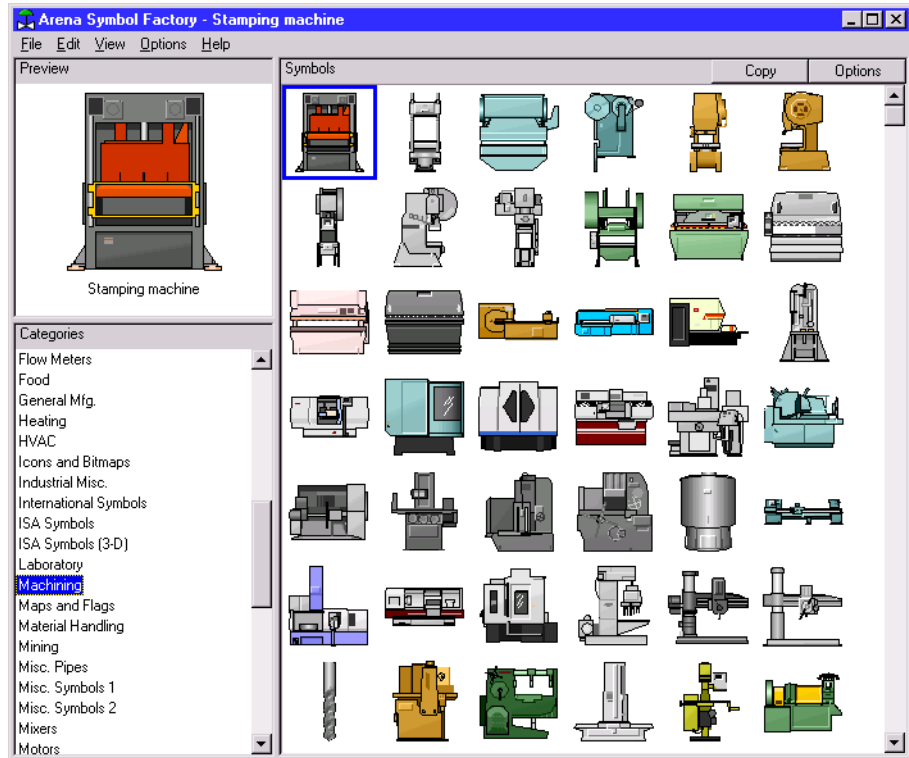 Arena Symbol Factory - Stamping machine
File Edit View Options Help
Preview
Stamping machine
Categories
Flow Meters
Food
General Mfg.
Heating
HVAC
Icons and Bitmaps
Industrial Misc.
International Symbols
ISA Symbols
ISA Symbols (3-D)
Laboratory
Machining
Maps and Flags
Material Handling
Mining
Misc. Pipes
Misc. Symbols 1
Misc. Symbols 2
Mixers
Motors
Symbols
Copy
Options